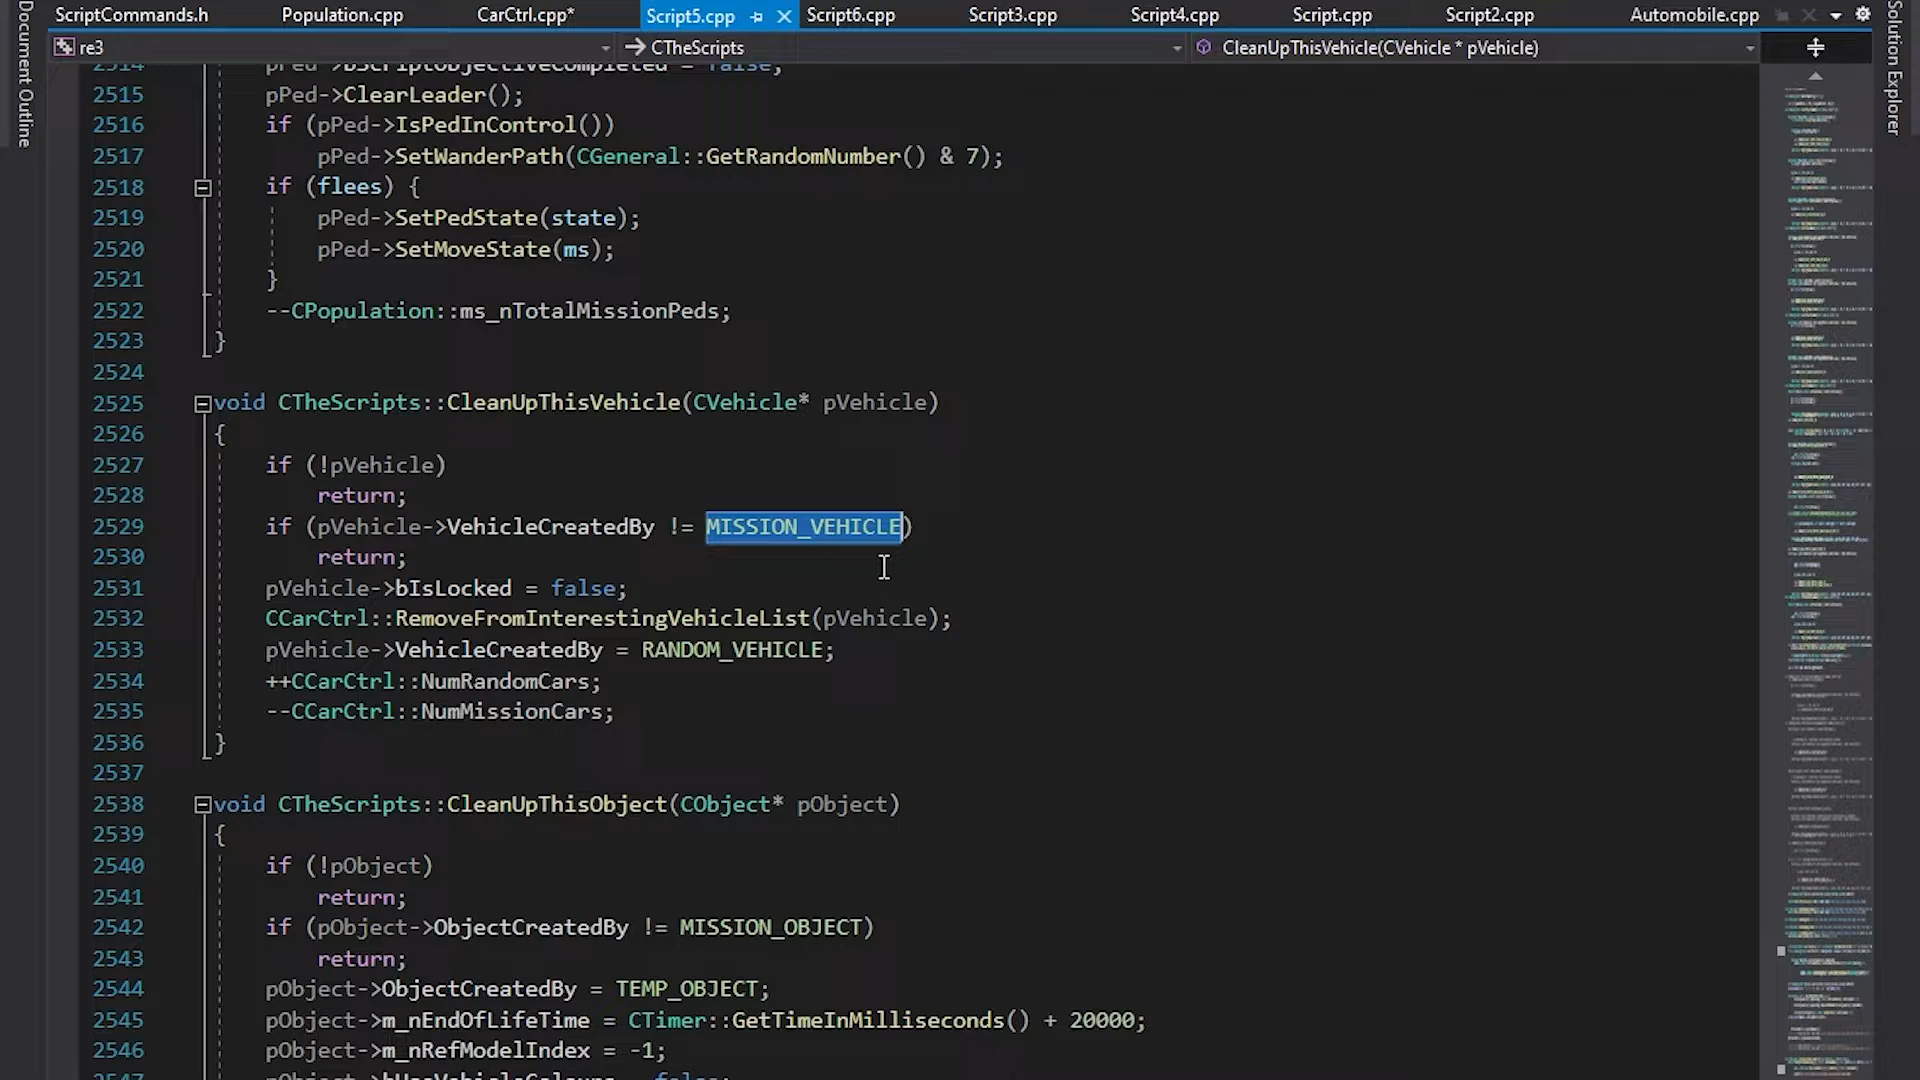 ScriptCommands.h Population.cpp CarCtrl.cpp* Script5.cpp Script6.cpp Script3.cpp Script4.cpp Script.cpp Script2.cpp Automobile.cpp
Document Outline
Solution Explorer
re3 CTheScripts CleanUpThisVehicle(CVehicle * pVehicle)
2514 pPed->bScriptObjectiveCompleted = false;
2515 pPed->ClearLeader();
2516 if (pPed->IsPedInControl())
2517 pPed->SetWanderPath(CGeneral::GetRandomNumber() & 7);
2518 if (flees) {
2519 pPed->SetPedState(state);
2520 pPed->SetMoveState(ms);
2521 }
2522 --CPopulation::ms_nTotalMissionPeds;
2523 }
2524
2525 void CTheScripts::CleanUpThisVehicle(CVehicle* pVehicle)
2526 {
2527 if (!pVehicle)
2528 return;
2529 if (pVehicle->VehicleCreatedBy != MISSION_VEHICLE)
2530 return;
2531 pVehicle->bIsLocked = false;
2532 CCarCtrl::RemoveFromInterestingVehicleList(pVehicle);
2533 pVehicle->VehicleCreatedBy = RANDOM_VEHICLE;
2534 ++CCarCtrl::NumRandomCars;
2535 --CCarCtrl::NumMissionCars;
2536 }
2537
2538 void CTheScripts::CleanUpThisObject(CObject* pObject)
2539 {
2540 if (!pObject)
2541 return;
2542 if (pObject->ObjectCreatedBy != MISSION_OBJECT)
2543 return;
2544 pObject->ObjectCreatedBy = TEMP_OBJECT;
2545 pObject->m_nEndOfLifeTime = CTimer::GetTimeInMilliseconds() + 20000;
2546 pObject->m_nRefModelIndex = -1;